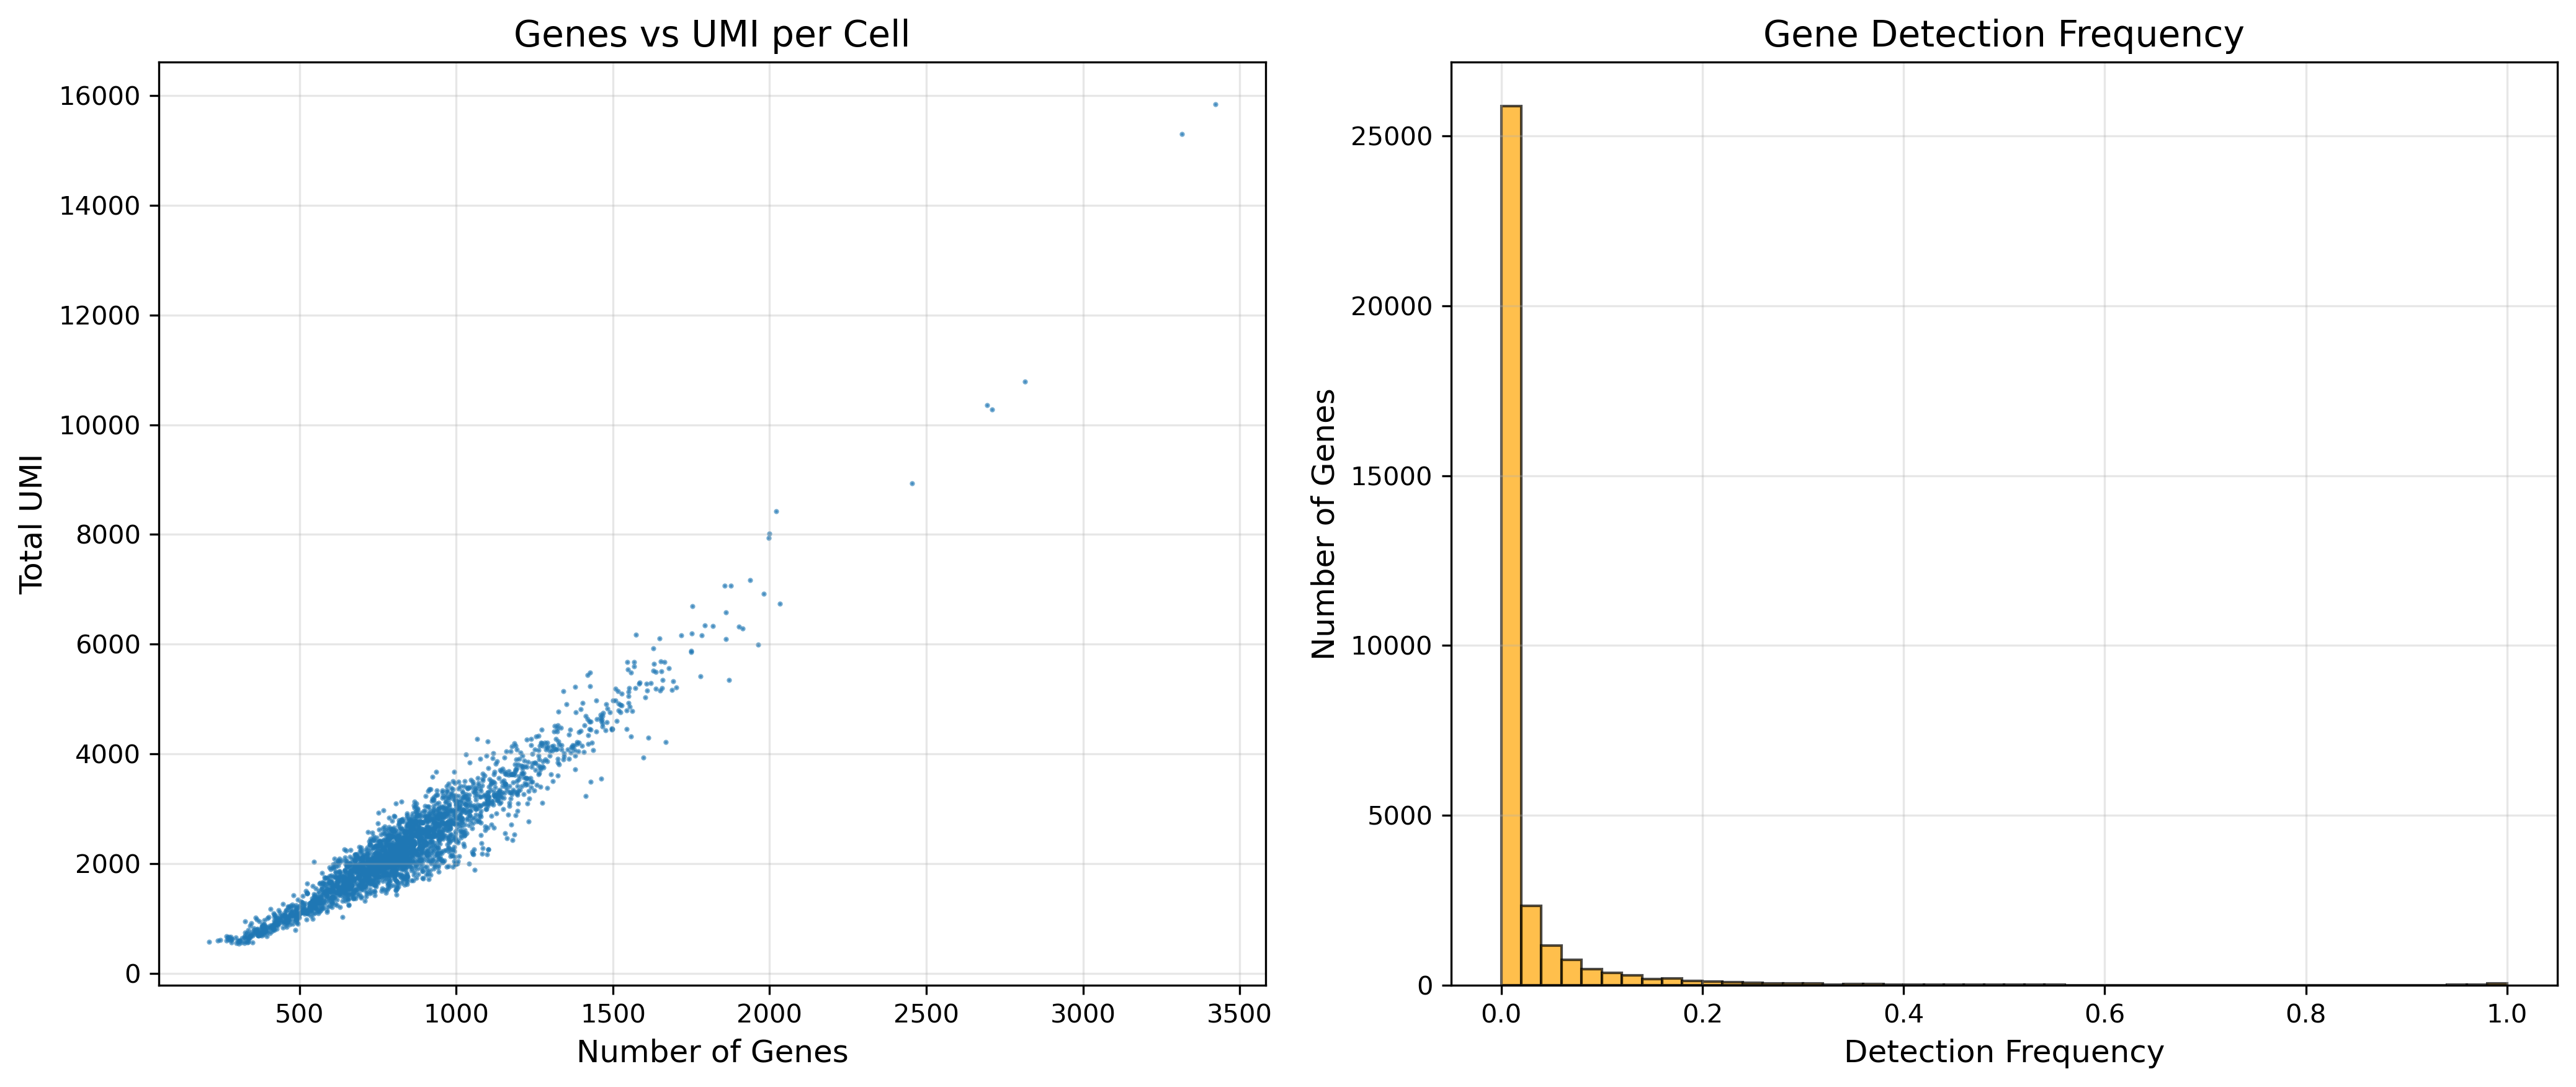 Genes vs UMI per Cell
16000
14000
12000
10000
8000
6000
4000
2000
0
Total UMI
500 1000 1500 2000 2500 3000 3500
Number of Genes
Gene Detection Frequency
25000
20000
15000
10000
5000
0
Number of Genes
0.0 0.2 0.4 0.6 0.8 1.0
Detection Frequency